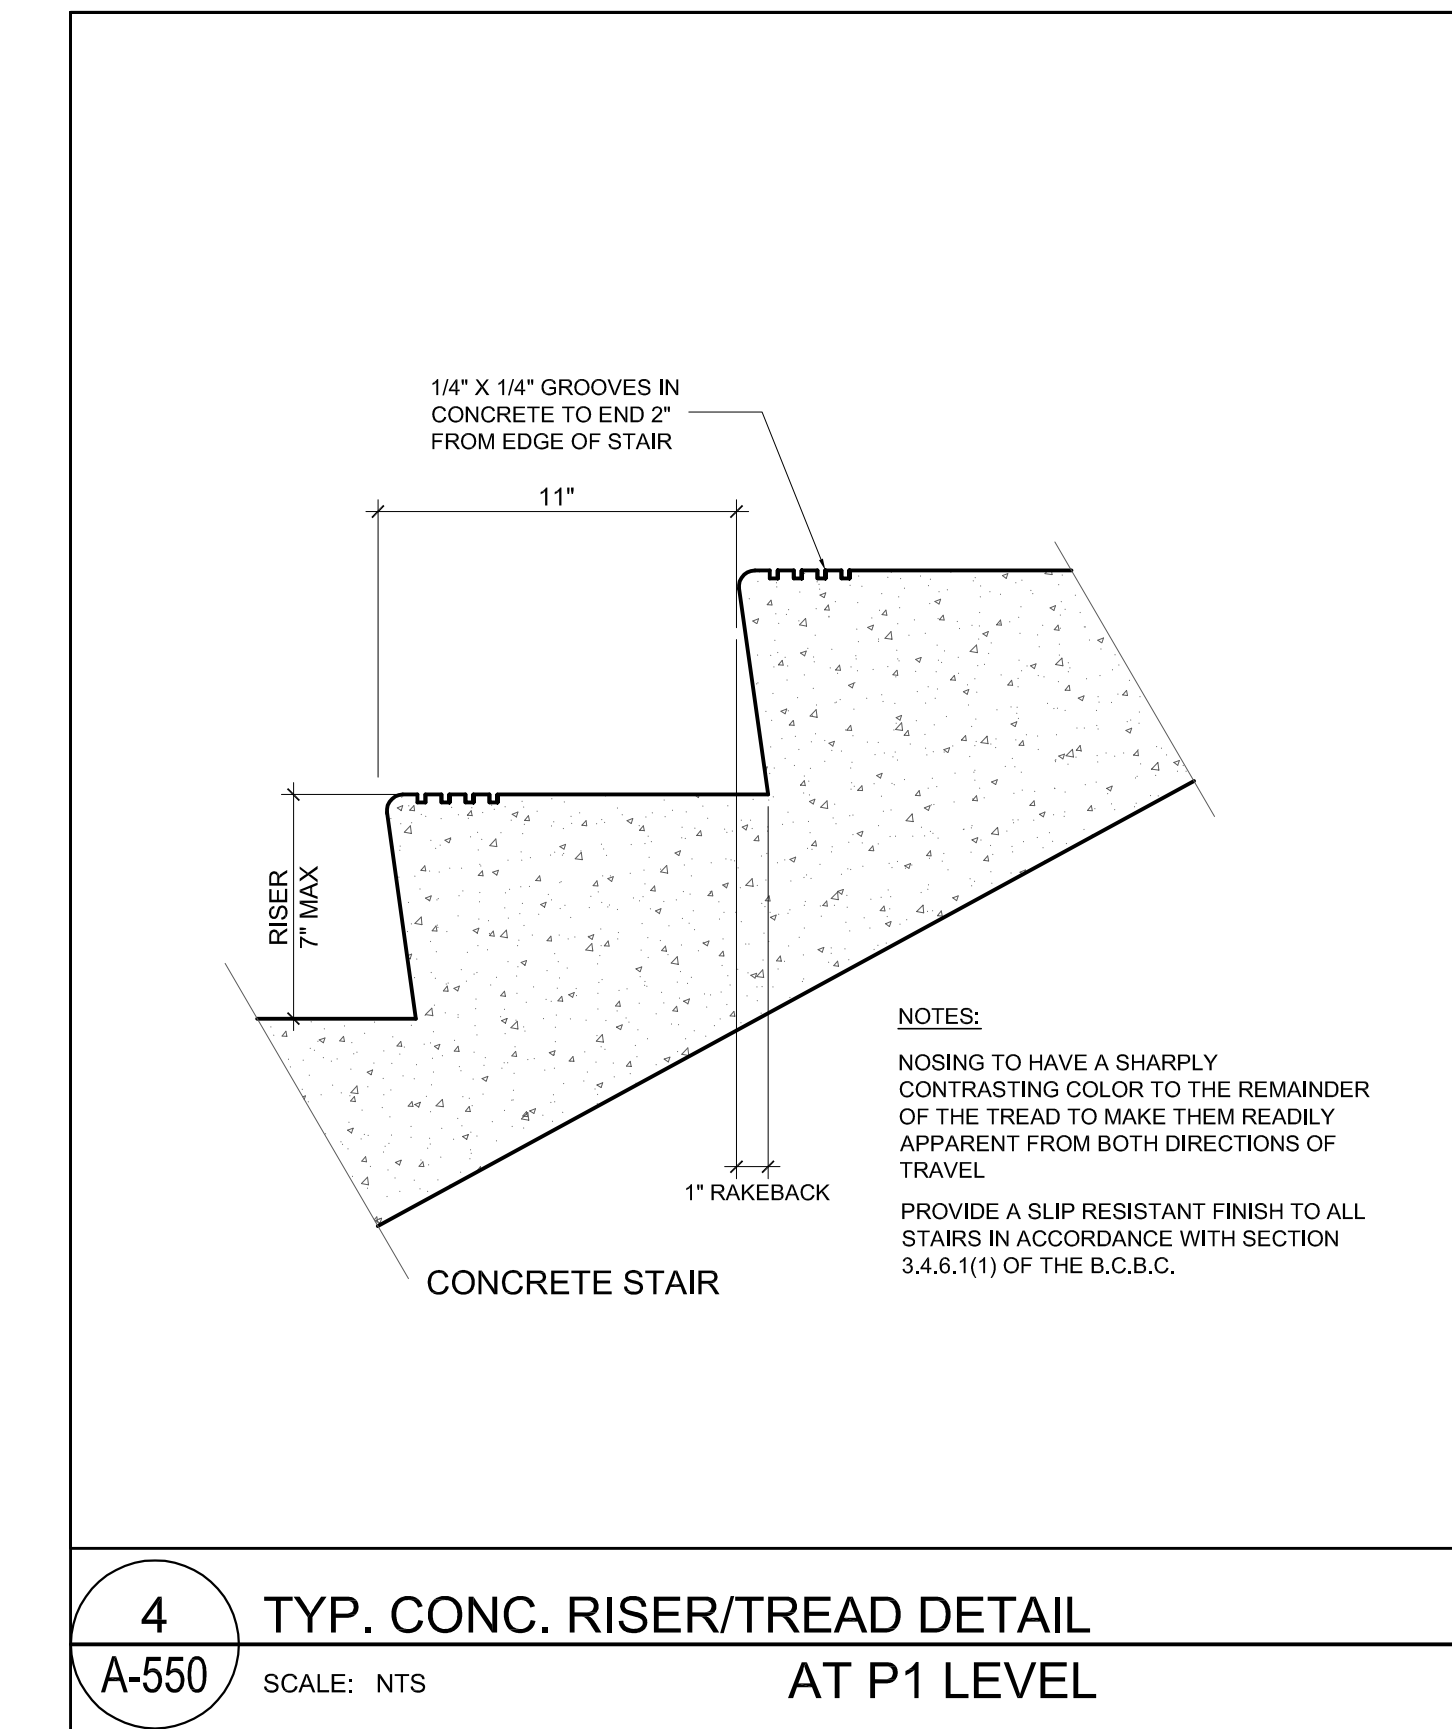 1/4" X 1/4" GROOVES IN
CONCRETE TO END 2"
FROM EDGE OF STAIR
11"
RISER
7" MAX
NOTES:
NOSING TO HAVE A SHARPLY
CONTRASTING COLOR TO THE REMAINDER
OF THE TREAD TO MAKE THEM READILY
APPARENT FROM BOTH DIRECTIONS OF
TRAVEL
1" RAKEBACK
PROVIDE A SLIP RESISTANT FINISH TO ALL
STAIRS IN ACCORDANCE WITH SECTION
3.4.6.1(1) OF THE B.C.B.C.
CONCRETE STAIR
4
TYP. CONC. RISER/TREAD DETAIL
A-550
SCALE: NTS
AT P1 LEVEL